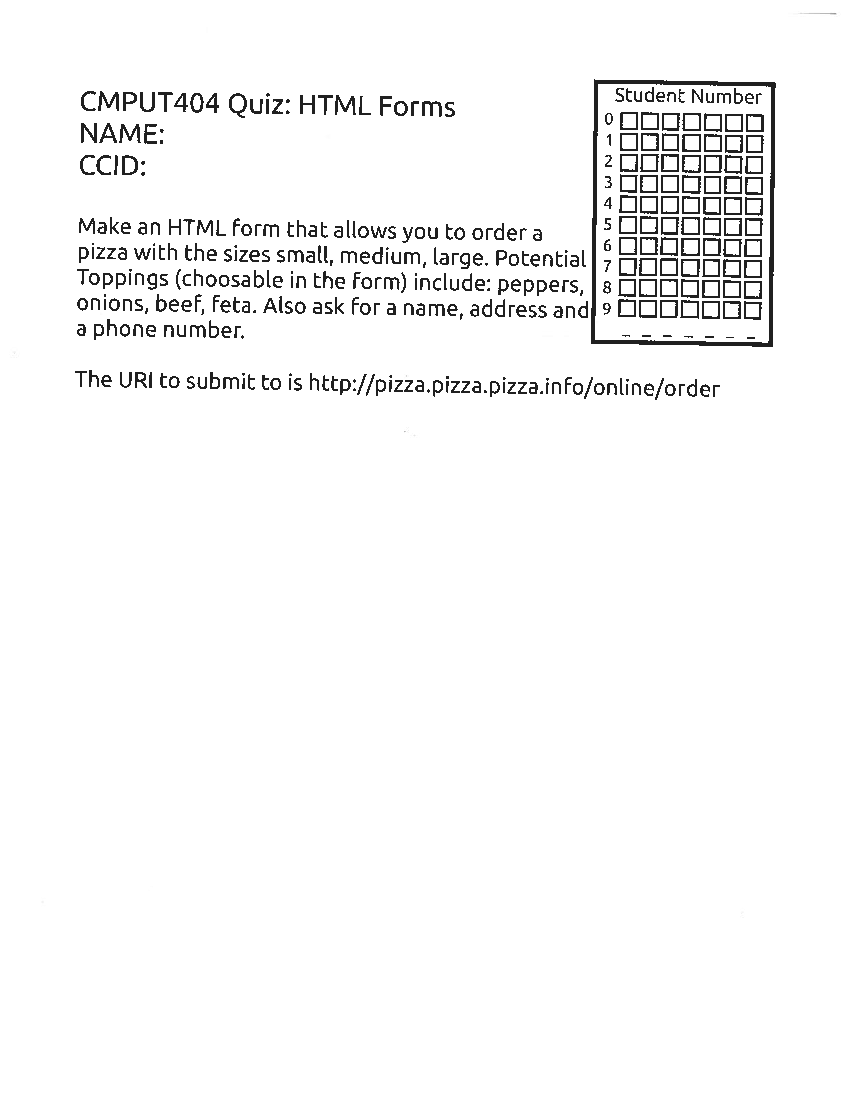 CMPUT404 Quiz: HTML Forms
NAME:
CCID:
Student Number
0
1
2
3
4
5
6
7
8
9
_ _ _ _ _ _ _
Make an HTML form that allows you to order a
pizza with the sizes small, medium, large. Potential
Toppings (choosable in the form) include: peppers,
onions, beef, feta. Also ask for a name, address and
a phone number.
The URI to submit to is http://pizza.pizza.pizza.info/online/order